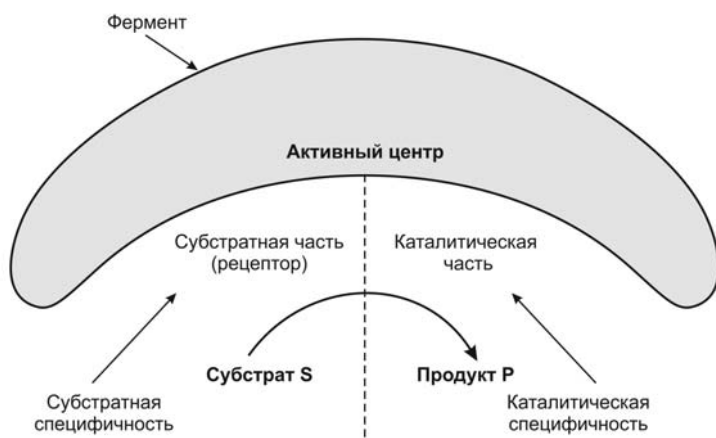 Фермент
Активный центр
Субстратная часть
(рецептор)
Каталитическая
часть
Субстрат S
Продукт P
Субстратная
специфичность
Каталитическая
специфичность